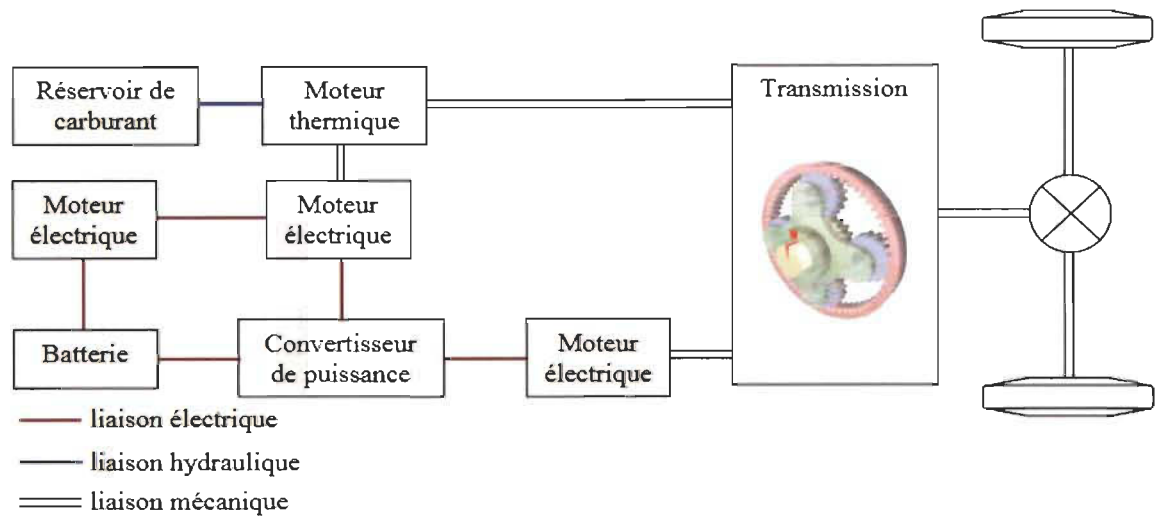 Réservoir de
carburant
Moteur
thermique
Transmission
Moteur
électrique
Moteur
électrique
Batterie
Convertisseur
de puissance
Moteur
électrique
liaison électrique
liaison hydraulique
liaison mécanique